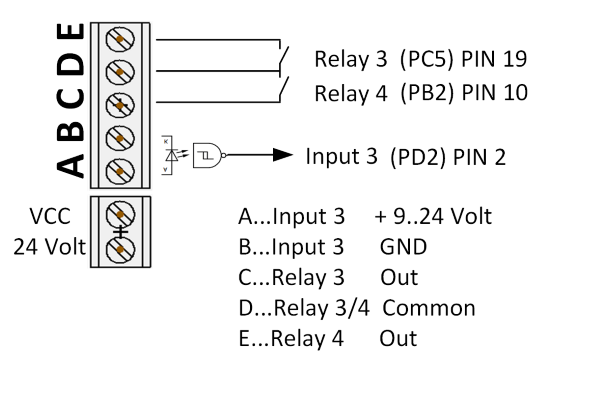 E
D
C
B
A
Relay 3 (PC5) PIN 19
Relay 4 (PB2) PIN 10
Input 3 (PD2) PIN 2
VCC
24 Volt
+
A...Input 3 + 9..24 Volt
B...Input 3 GND
C...Relay 3 Out
D...Relay 3/4 Common
E...Relay 4 Out